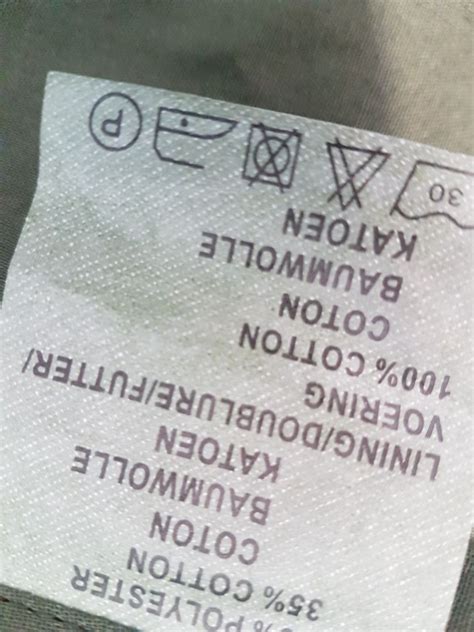 % POLYESTER
35% COTTON
COTON
BAUMWOLLE
KATOEN
LINING/DOUBLURE/FUTTER/
VOERING
100% COTTON
COTON
BAUMWOLLE
KATOEN
30 P